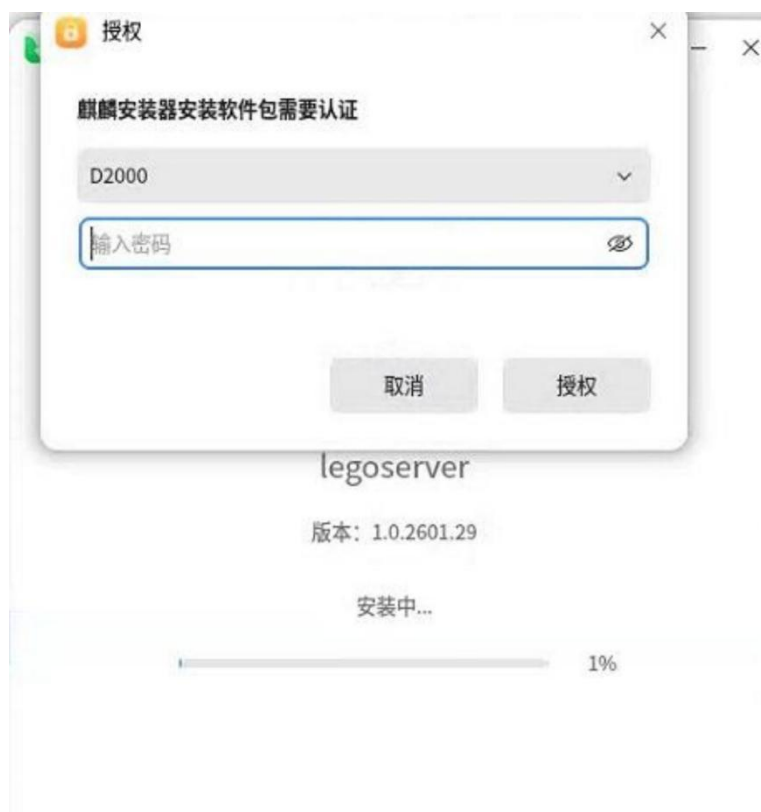 授权
麒麟安装器安装软件包需要认证
D2000
输入密码
取消
授权
legoserver
版本：1.0.2601.29
安装中...
1%